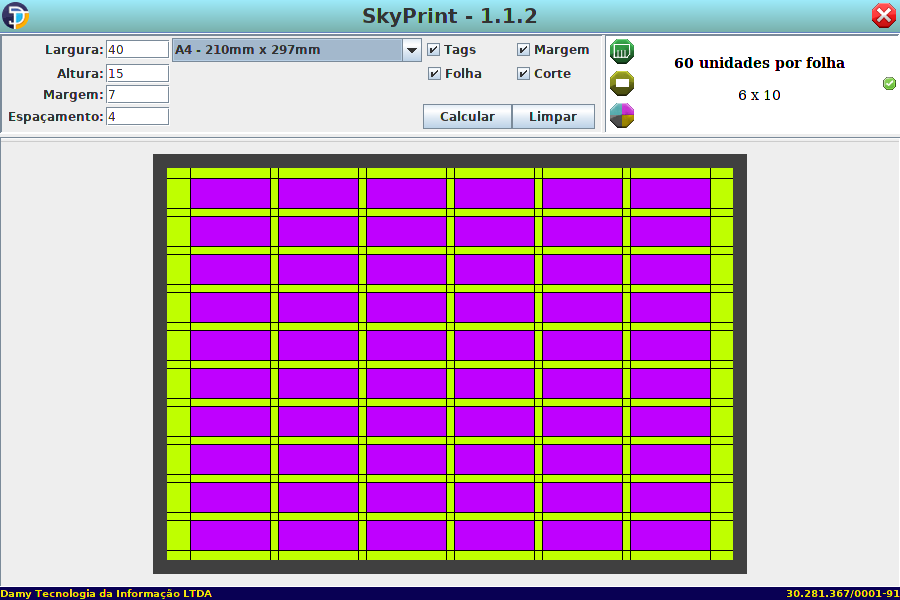 SkyPrint - 1.1.2
Largura: 40
A4 - 210mm x 297mm
Tags
Margem
Altura: 15
Folha
Corte
Margem: 7
Espaçamento: 4
Calcular
Limpar
60 unidades por folha
6 x 10
Damy Tecnologia da Informação LTDA
30.281.367/0001-91